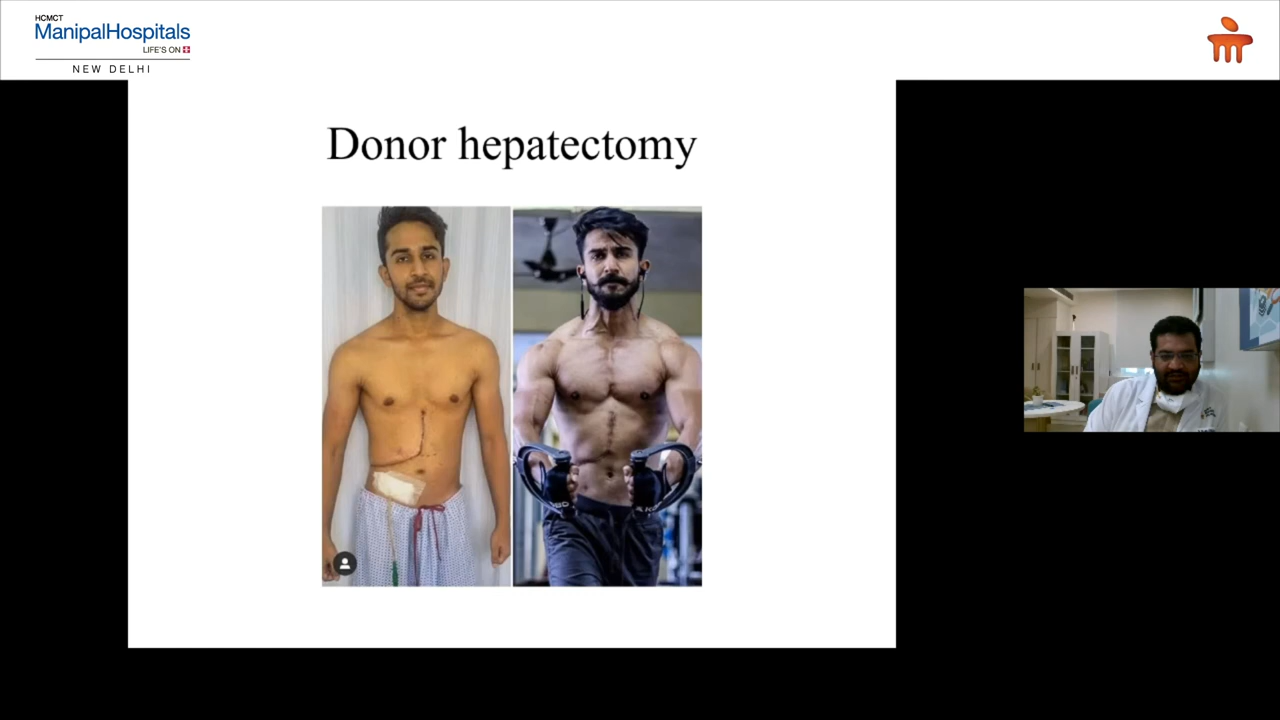 HCMCT
ManipalHospitals
LIFE'S ON
NEW DELHI
Donor hepatectomy